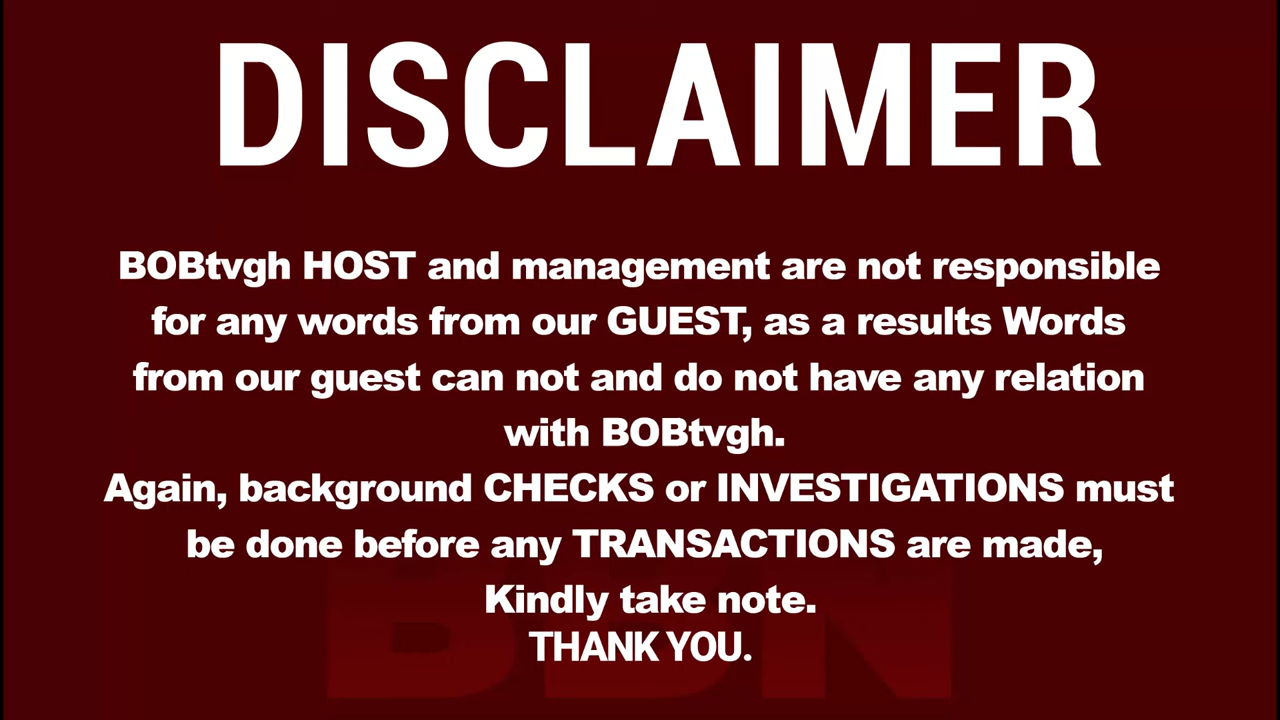 DISCLAIMER
BOBtvgh HOST and management are not responsible
for any words from our GUEST, as a results Words
from our guest can not and do not have any relation
with BOBtvgh.
Again, background CHECKS or INVESTIGATIONS must
be done before any TRANSACTIONS are made,
Kindly take note.
THANK YOU.
BBN